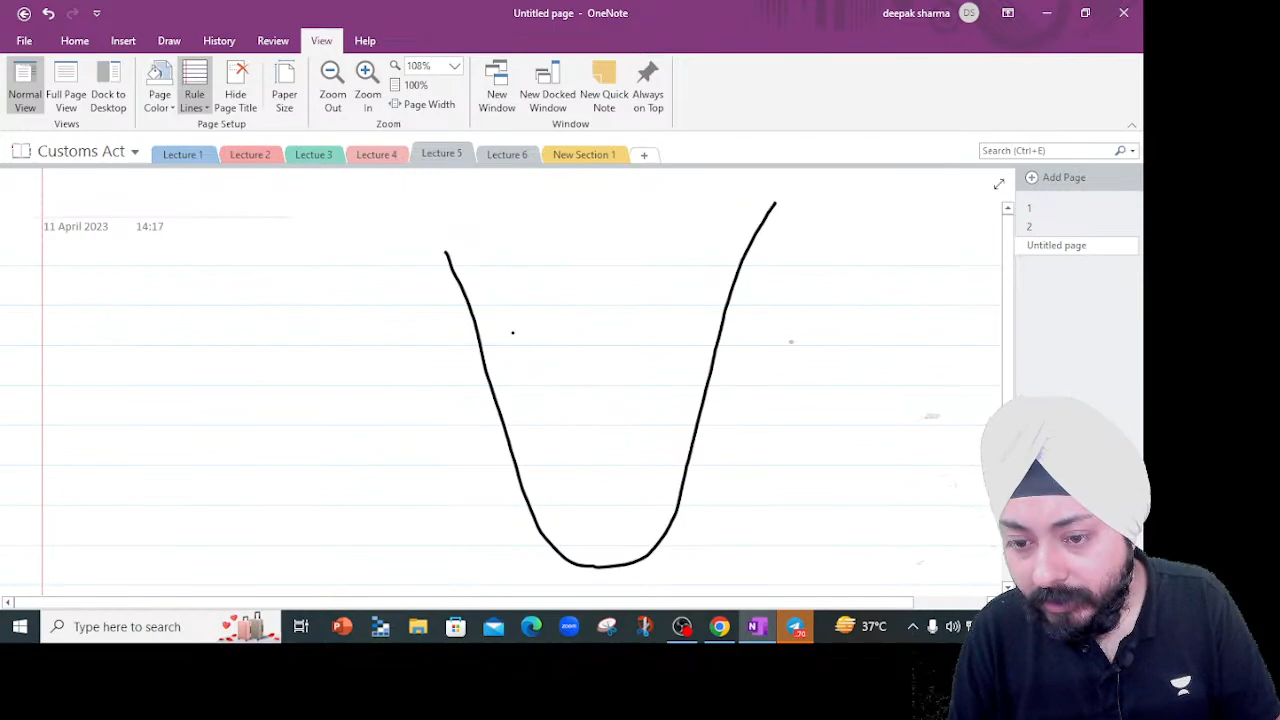 Untitled page - OneNote
deepak sharma DS
File Home Insert Draw History Review View Help
Normal View
Full Page View
Dock to Desktop
Views
Page Color
Rule Lines
Hide Page Title
Paper Size
Page Setup
Zoom Out
Zoom In
108%
100%
Page Width
Zoom
New Window
New Docked Window
New Quick Note
Always on Top
Window
Customs Act
Lecture 1 Lecture 2 Lectue 3 Lecture 4 Lecture 5 Lecture 6 New Section 1
Search (Ctrl+E)
Add Page
1
2
Untitled page
11 April 2023 14:17
Type here to search
zoom
N
70
37°C